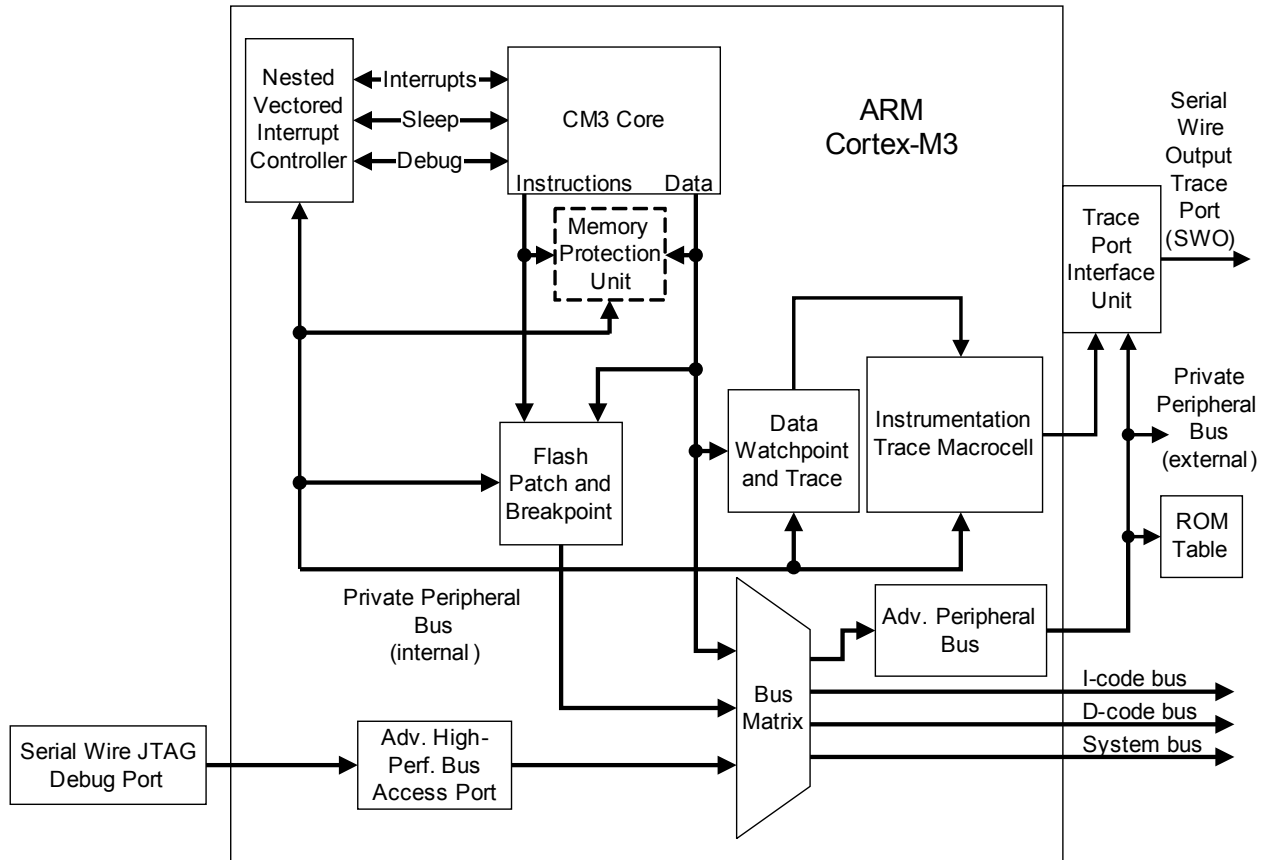 Nested
Vectored
Interrupt
Controller
Interrupts
Sleep
Debug
CM3 Core
Instructions
Data
ARM
Cortex-M3
Serial
Wire
Output
Trace
Port
(SWO)
Memory
Protection
Unit
Trace
Port
Interface
Unit
Private
Peripheral
Bus
(external)
Flash
Patch and
Breakpoint
Data
Watchpoint
and Trace
Instrumentation
Trace Macrocell
ROM
Table
Private Peripheral
Bus
(internal )
Adv. Peripheral
Bus
Bus
Matrix
I-code bus
D-code bus
System bus
Serial Wire JTAG
Debug Port
Adv. High-
Perf. Bus
Access Port